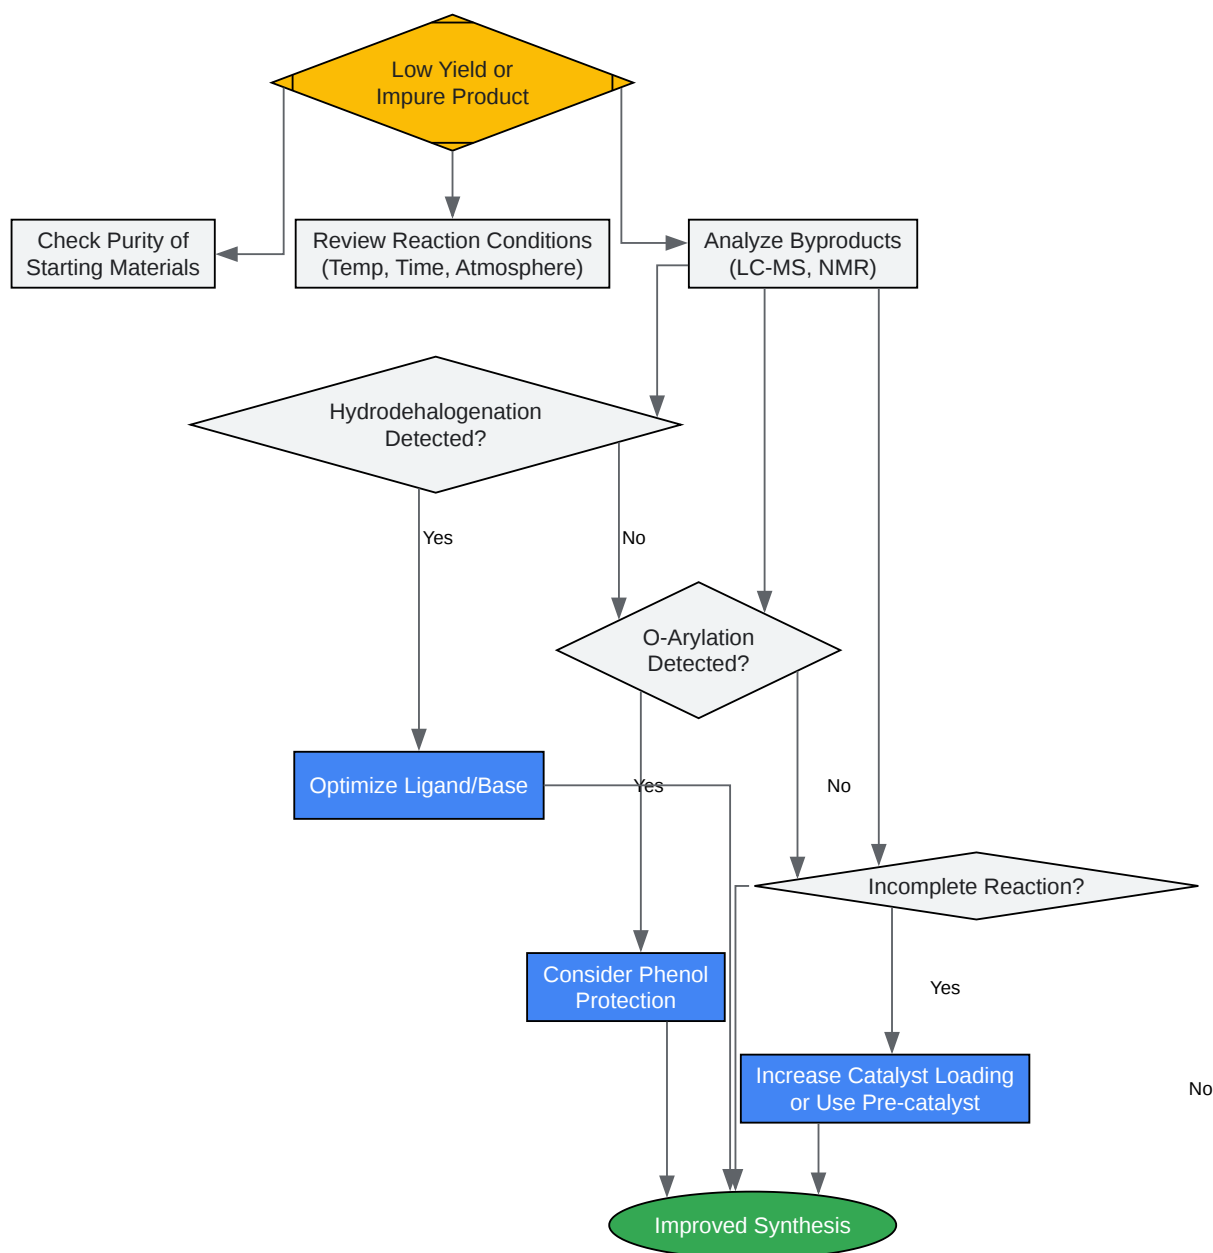 Low Yield or
Impure Product
Check Purity of
Starting Materials
Review Reaction Conditions
(Temp, Time, Atmosphere)
Analyze Byproducts
(LC-MS, NMR)
Hydrodehalogenation
Detected?
Yes
No
O-Arylation
Detected?
Optimize Ligand/Base
Yes
No
Incomplete Reaction?
Consider Phenol
Protection
Yes
Increase Catalyst Loading
or Use Pre-catalyst
No
Improved Synthesis